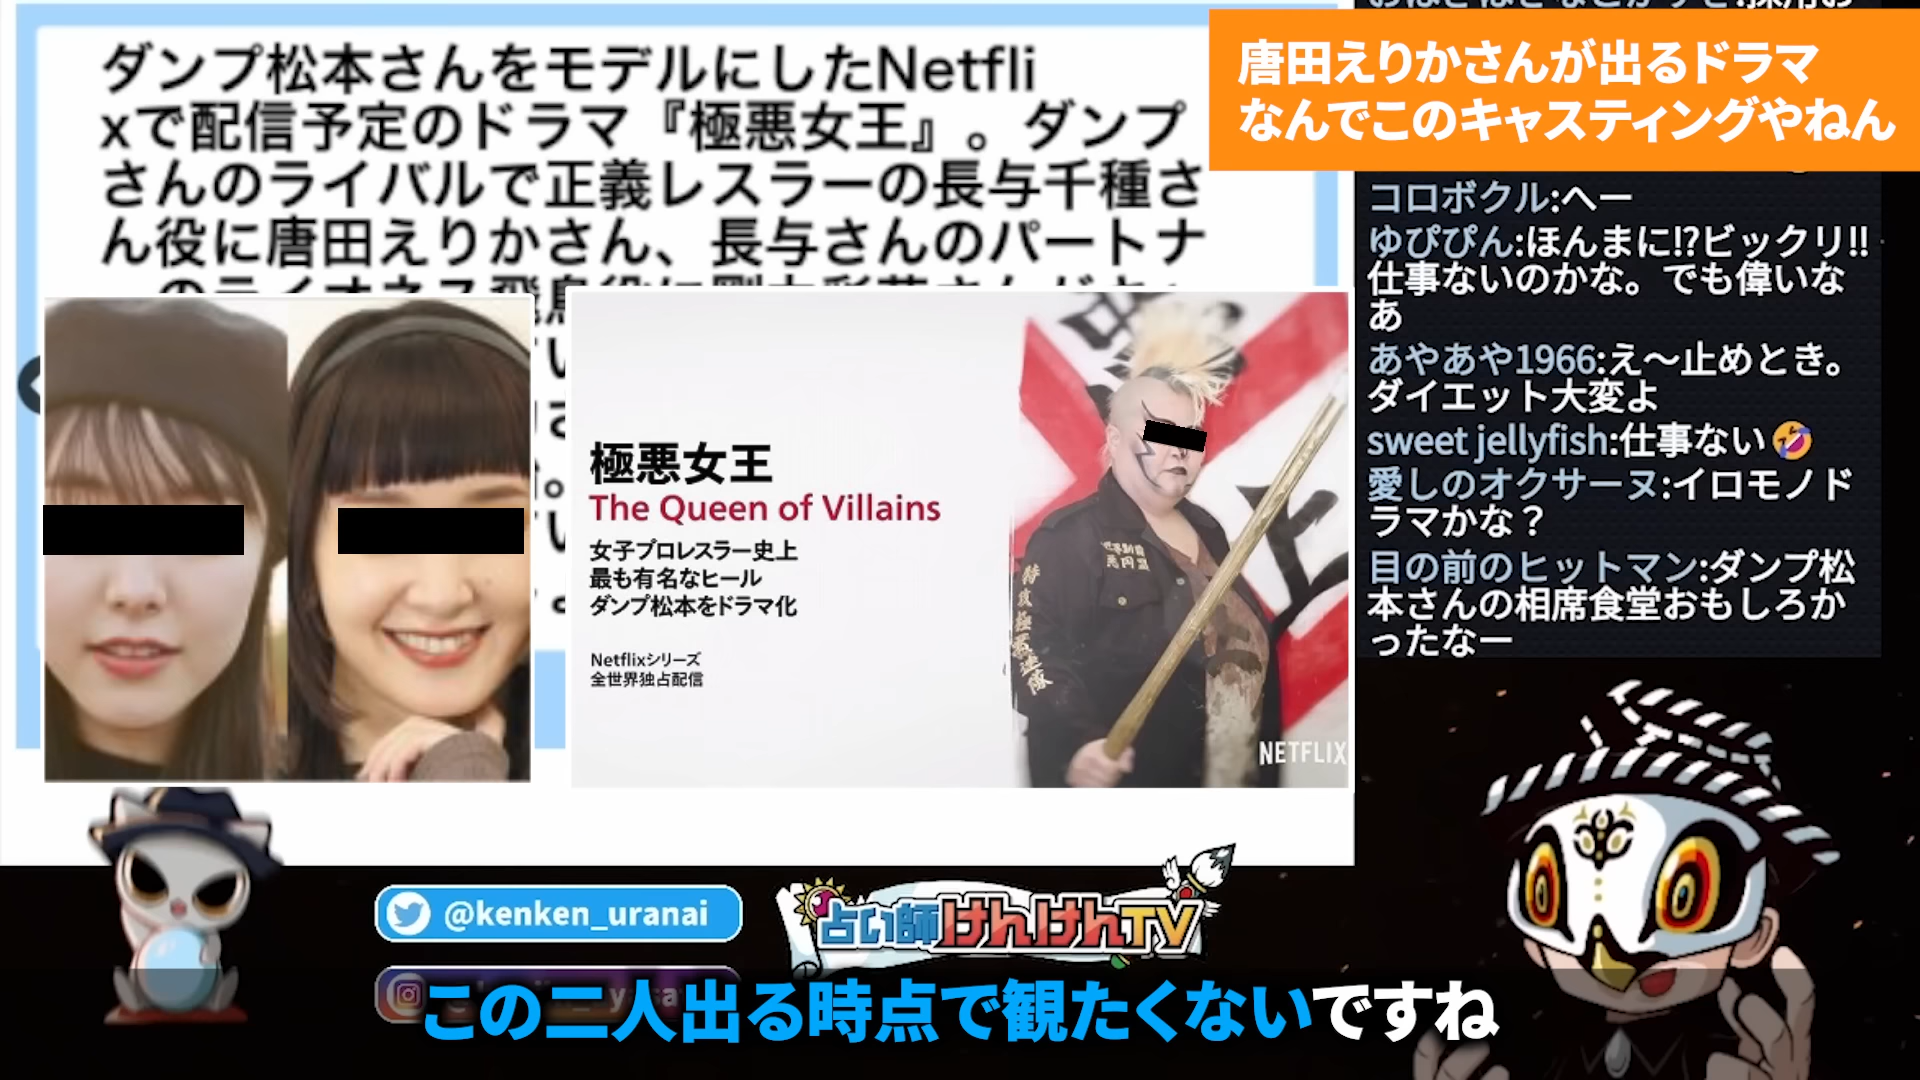 ダンプ松本さんをモデルにしたNetfli
xで配信予定のドラマ『極悪女王』。ダンプ
さんのライバルで正義レスラーの長与千種さ
ん役に唐田えりかさん、長与さんのパートナ
極悪女王
The Queen of Villains
女子プロレスラー史上
最も有名なヒール
ダンプ松本をドラマ化
Netflixシリーズ
全世界独占配信
NETFLIX
唐田えりかさんが出るドラマ
なんでこのキャスティングやねん
コロボクル:へー
ゆぴぴん:ほんまに!?ビックリ!!
仕事ないのかな。でも偉いな
あ
あやあや1966:え〜止めとき。
ダイエット大変よ
sweet jellyfish:仕事ない🤣
愛しのオクサーヌ:イロモノド
ラマかな？
目の前のヒットマン:ダンプ松
本さんの相席食堂おもしろか
ったなー
@kenken_uranai
占い師けんけんTV
この二人出る時点で観たくないですね